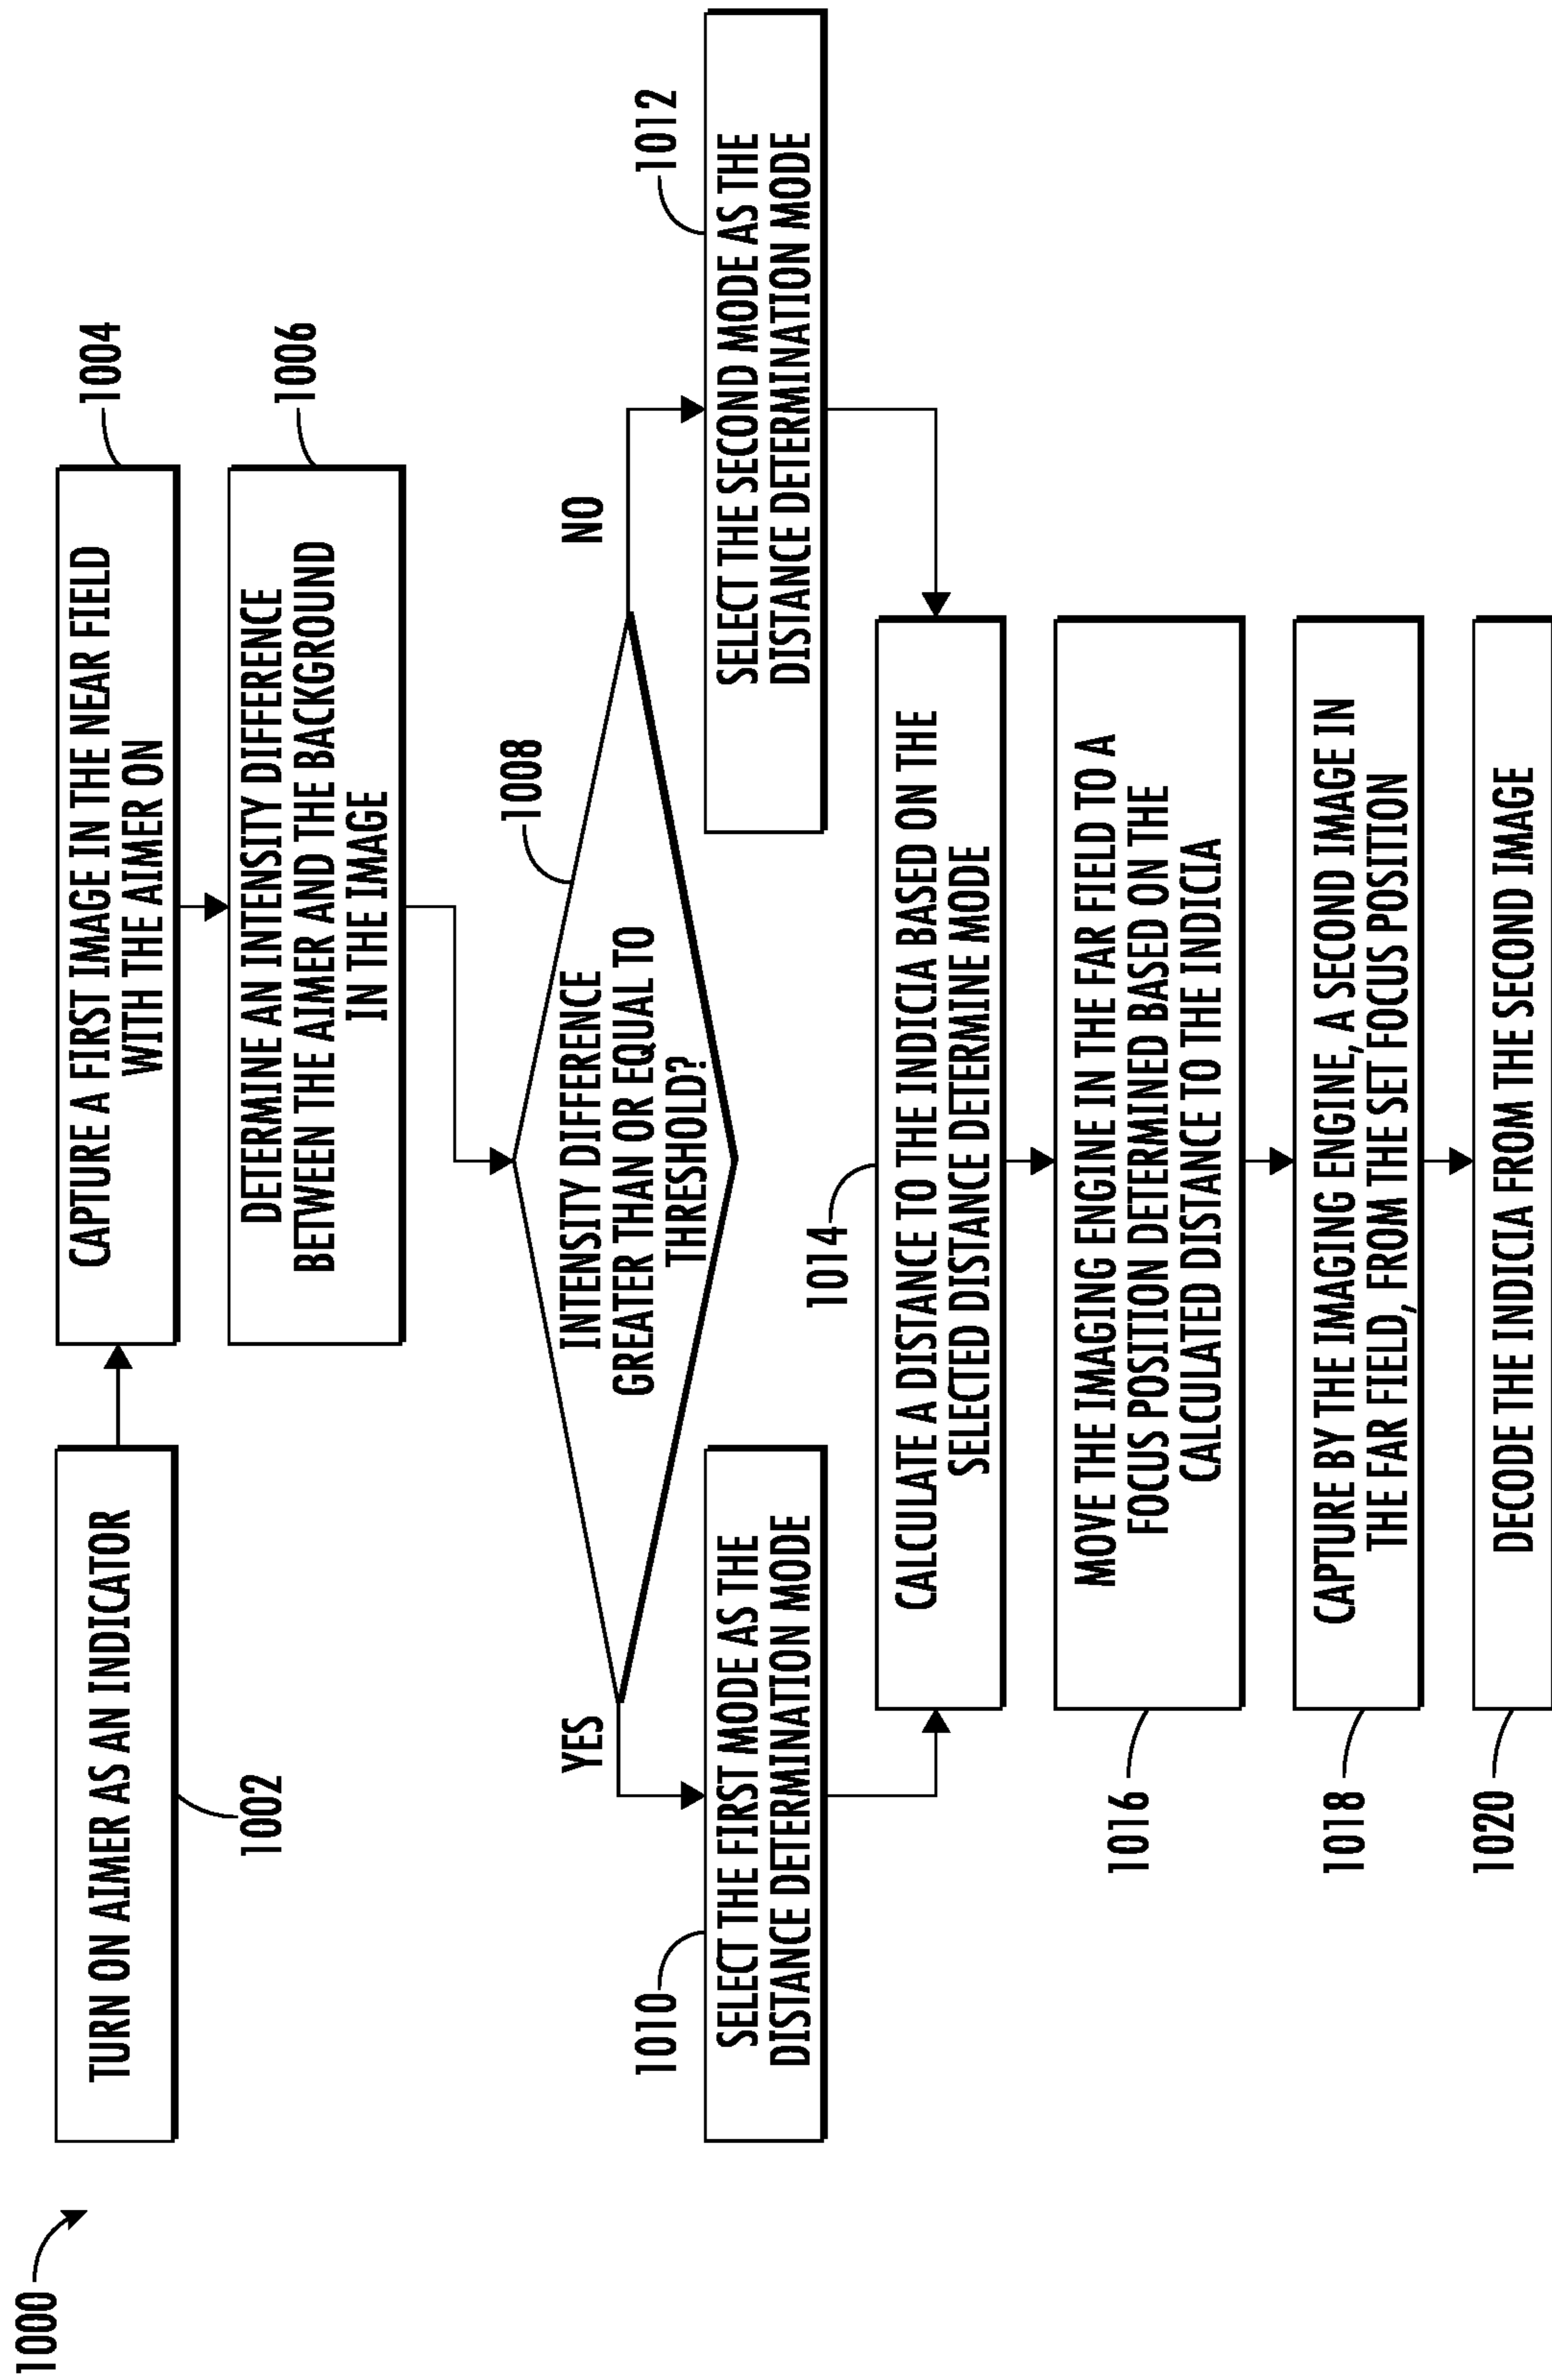 1000
TURN ON AIMER AS AN INDICATOR
1002
CAPTURE A FIRST IMAGE IN THE NEAR FIELD
WITH THE AIMER ON
1004
DETERMINE AN INTENSITY DIFFERENCE
BETWEEN THE AIMER AND THE BACKGROUND
IN THE IMAGE
1006
1008
INTENSITY DIFFERENCE
GREATER THAN OR EQUAL TO
THRESHOLD?
YES
NO
1010
SELECT THE FIRST MODE AS THE
DISTANCE DETERMINATION MODE
1012
SELECT THE SECOND MODE AS THE
DISTANCE DETERMINATION MODE
1014
CALCULATE A DISTANCE TO THE INDICIA BASED ON THE
SELECTED DISTANCE DETERMINE MODE
1016
MOVE THE IMAGING ENGINE IN THE FAR FIELD TO A
FOCUS POSITION DETERMINED BASED ON THE
CALCULATED DISTANCE TO THE INDICIA
1018
CAPTURE BY THE IMAGING ENGINE, A SECOND IMAGE IN
THE FAR FIELD, FROM THE SET FOCUS POSITION
1020
DECODE THE INDICIA FROM THE SECOND IMAGE